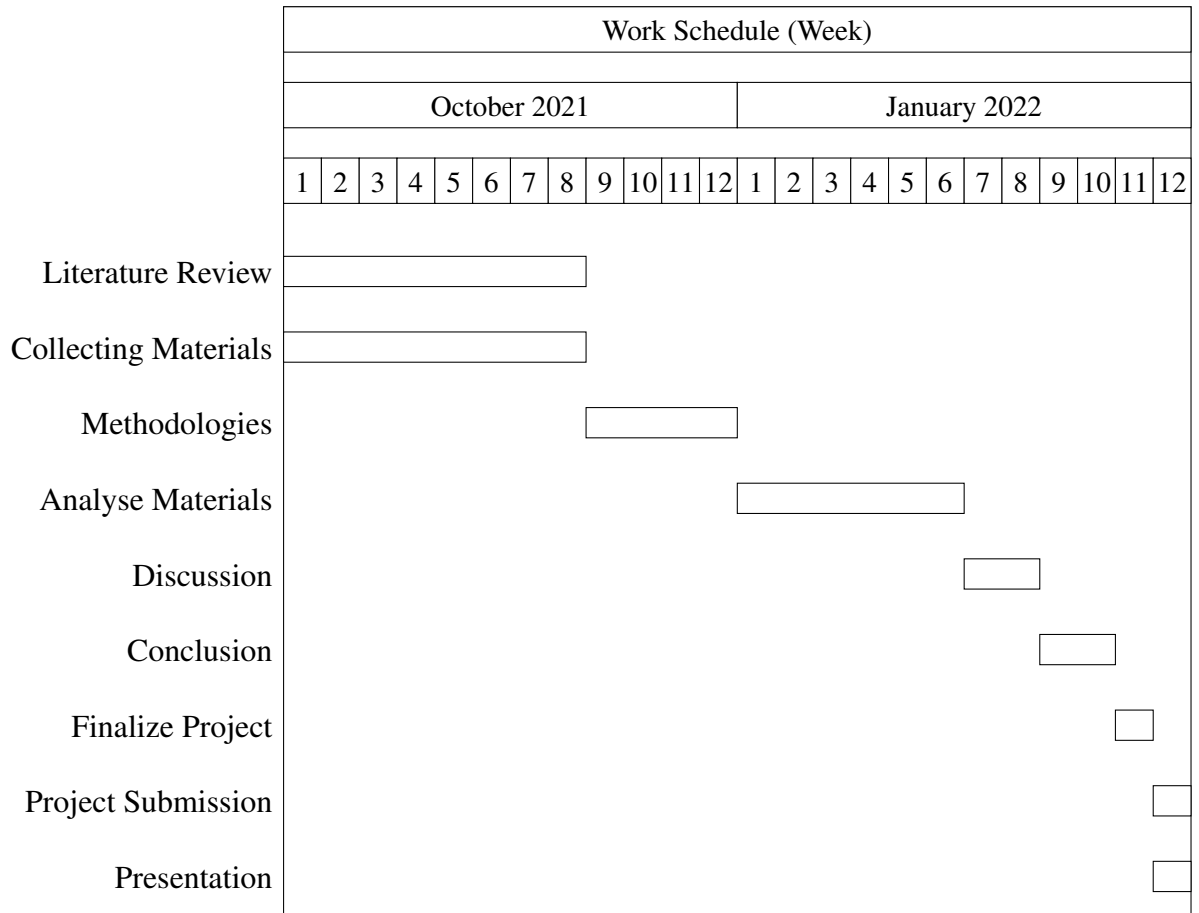 Work Schedule (Week)
October 2021 January 2022
1 2 3 4 5 6 7 8 9 10 11 12 1 2 3 4 5 6 7 8 9 10 11 12
Literature Review
Collecting Materials
Methodologies
Analyse Materials
Discussion
Conclusion
Finalize Project
Project Submission
Presentation